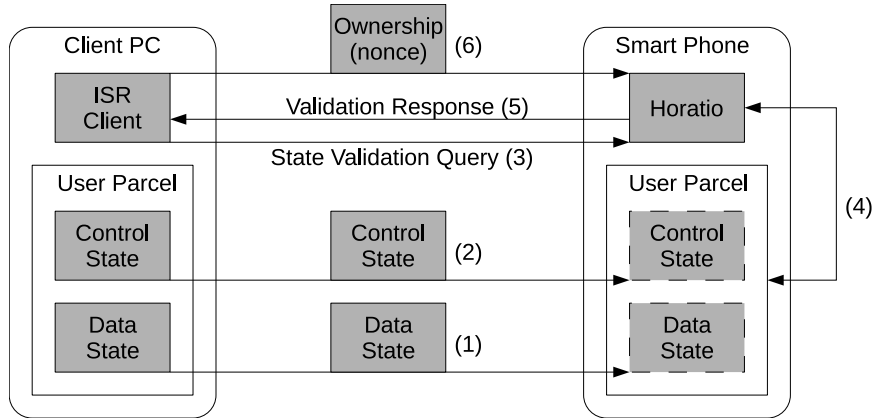 Client PC
Ownership
(nonce)
(6)
Smart Phone
ISR
Client
Validation Response (5)
Horatio
State Validation Query (3)
User Parcel
User Parcel
(4)
Control
State
Control
State
(2)
Control
State
Data
State
Data
State
(1)
Data
State